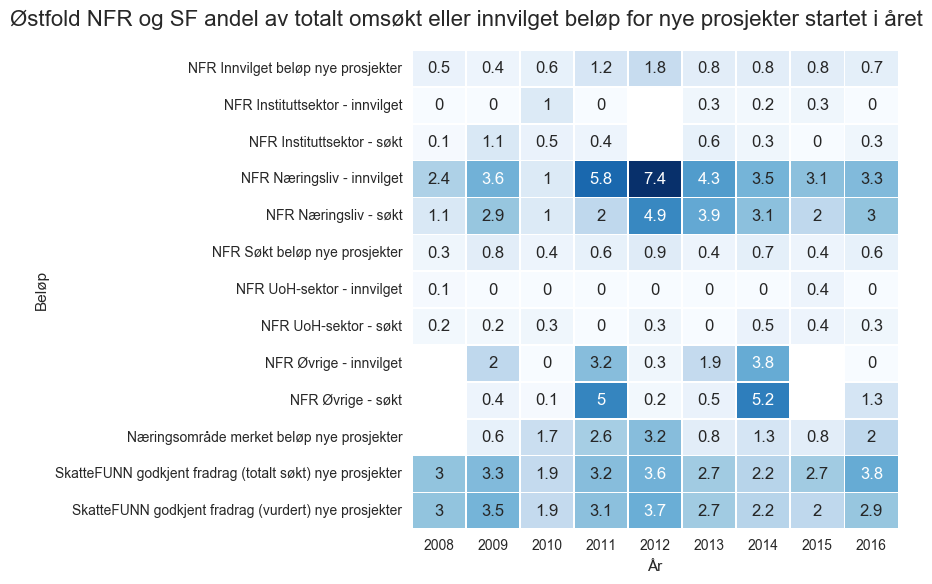 Østfold NFR og SF andel av totalt omsøkt eller innvilget beløp for nye prosjekter startet i året
NFR Innvilget beløp nye prosjekter 0.5 0.4 0.6 1.2 1.8 0.8 0.8 0.8 0.7
NFR Instituttsektor - innvilget 0 0 1 0 0.3 0.2 0.3 0
NFR Instituttsektor - søkt 0.1 1.1 0.5 0.4 0.6 0.3 0 0.3
NFR Næringsliv - innvilget 2.4 3.6 1 5.8 7.4 4.3 3.5 3.1 3.3
NFR Næringsliv - søkt 1.1 2.9 1 2 4.9 3.9 3.1 2 3
NFR Søkt beløp nye prosjekter 0.3 0.8 0.4 0.6 0.9 0.4 0.7 0.4 0.6
NFR UoH-sektor - innvilget 0.1 0 0 0 0 0 0 0.4 0
NFR UoH-sektor - søkt 0.2 0.2 0.3 0 0.3 0 0.5 0.4 0.3
NFR Øvrige - innvilget 2 0 3.2 0.3 1.9 3.8 0
NFR Øvrige - søkt 0.4 0.1 5 0.2 0.5 5.2 1.3
Næringsområde merket beløp nye prosjekter 0.6 1.7 2.6 3.2 0.8 1.3 0.8 2
SkatteFUNN godkjent fradrag (totalt søkt) nye prosjekter 3 3.3 1.9 3.2 3.6 2.7 2.2 2.7 3.8
SkatteFUNN godkjent fradrag (vurdert) nye prosjekter 3 3.5 1.9 3.1 3.7 2.7 2.2 2 2.9
Beløp
2008 2009 2010 2011 2012 2013 2014 2015 2016
År